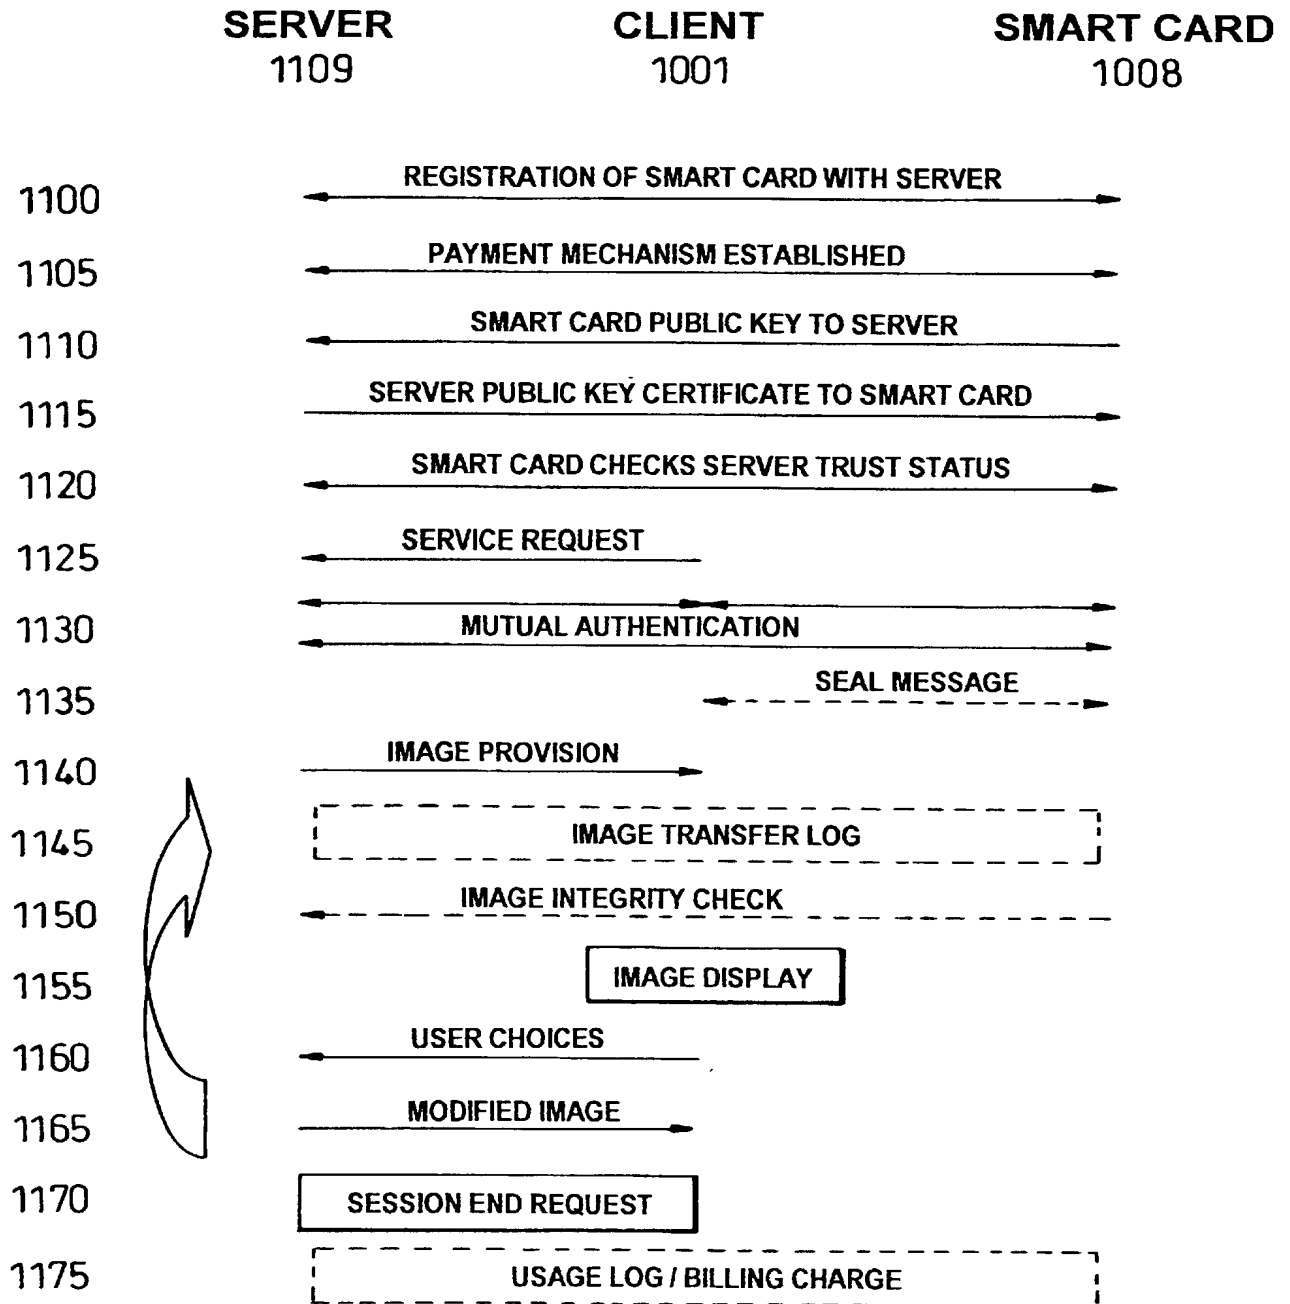 SERVER CLIENT SMART CARD
1109 1001 1008
1100 REGISTRATION OF SMART CARD WITH SERVER
1105 PAYMENT MECHANISM ESTABLISHED
1110 SMART CARD PUBLIC KEY TO SERVER
1115 SERVER PUBLIC KEY CERTIFICATE TO SMART CARD
1120 SMART CARD CHECKS SERVER TRUST STATUS
1125 SERVICE REQUEST
1130 MUTUAL AUTHENTICATION
1135 SEAL MESSAGE
1140 IMAGE PROVISION
1145 IMAGE TRANSFER LOG
1150 IMAGE INTEGRITY CHECK
1155 IMAGE DISPLAY
1160 USER CHOICES
1165 MODIFIED IMAGE
1170 SESSION END REQUEST
1175 USAGE LOG / BILLING CHARGE